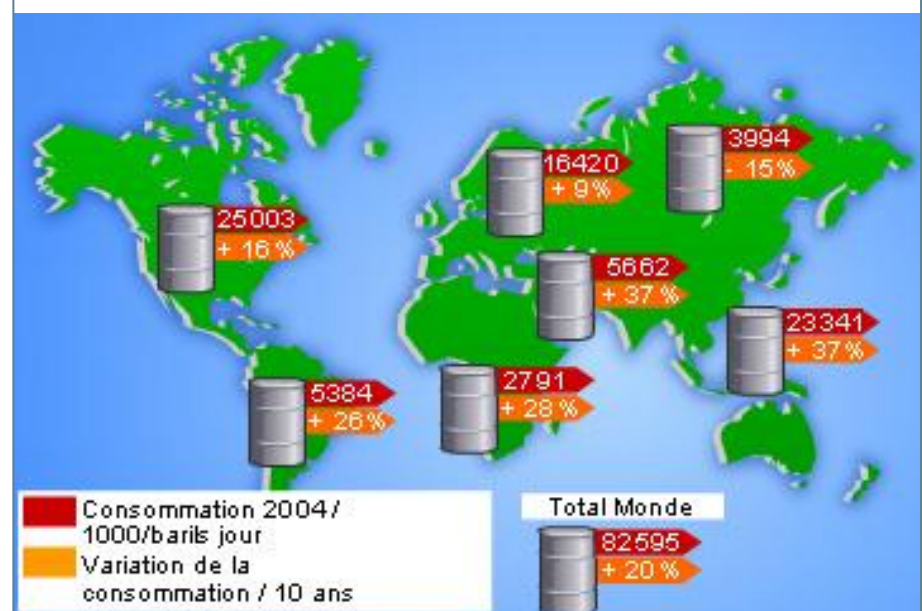 3994
- 15%
16420
+ 9%
25003
+ 16 %
5662
+ 37 %
23341
+ 37 %
2791
+ 28 %
5384
+ 26 %
Consommation 2004 /
1000/barils jour
Variation de la
consommation / 10 ans
Total Monde
82595
+ 20 %